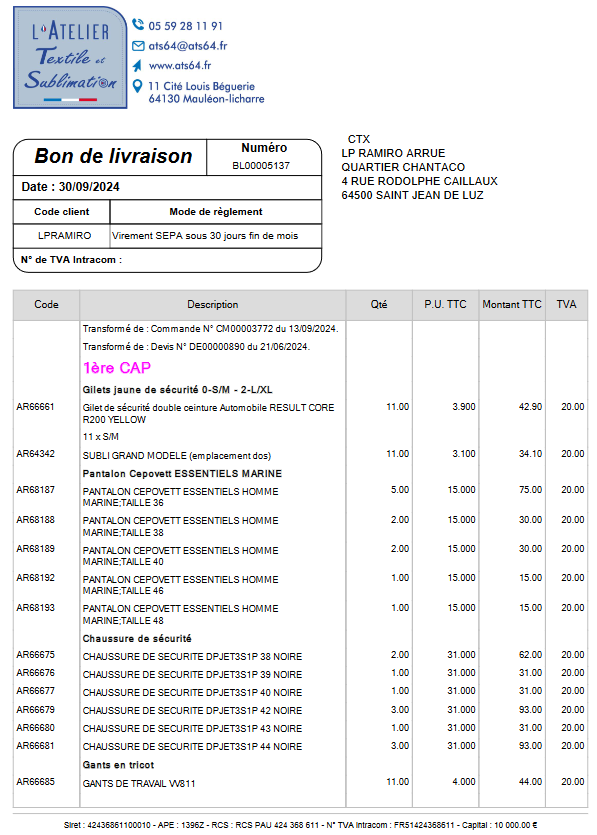 L'ATELIER
Textile et
Sublimation
05 59 28 11 91
ats64@ats64.fr
www.ats64.fr
11 Cité Louis Béguerie
64130 Mauléon-licharre
Bon de livraison
Numéro
BL00005137
Date : 30/09/2024
Code client Mode de règlement
LPRAMIRO Virement SEPA sous 30 jours fin de mois
N° de TVA Intracom :
CTX
LP RAMIRO ARRUE
QUARTIER CHANTACO
4 RUE RODOLPHE CAILLAUX
64500 SAINT JEAN DE LUZ
Code Description Qté P.U. TTC Montant TTC TVA
Transformé de : Commande N° CM00003772 du 13/09/2024.
Transformé de : Devis N° DE00000890 du 21/06/2024.
1ère CAP
Gilets jaune de sécurité 0-S/M - 2-L/XL
AR66661 Gilet de sécurité double ceinture Automobile RESULT CORE 11.00 3.900 42.90 20.00
R200 YELLOW
11 x S/M
AR64342 SUBLI GRAND MODELE (emplacement dos) 11.00 3.100 34.10 20.00
Pantalon Cepovett ESSENTIELS MARINE
AR68187 PANTALON CEPOVETT ESSENTIELS HOMME 5.00 15.000 75.00 20.00
MARINE;TAILLE 36
AR68188 PANTALON CEPOVETT ESSENTIELS HOMME 2.00 15.000 30.00 20.00
MARINE;TAILLE 38
AR68189 PANTALON CEPOVETT ESSENTIELS HOMME 2.00 15.000 30.00 20.00
MARINE;TAILLE 40
AR68192 PANTALON CEPOVETT ESSENTIELS HOMME 1.00 15.000 15.00 20.00
MARINE;TAILLE 46
AR68193 PANTALON CEPOVETT ESSENTIELS HOMME 1.00 15.000 15.00 20.00
MARINE;TAILLE 48
Chaussure de sécurité
AR66675 CHAUSSURE DE SECURITE DPJET3S1P 38 NOIRE 2.00 31.000 62.00 20.00
AR66676 CHAUSSURE DE SECURITE DPJET3S1P 39 NOIRE 1.00 31.000 31.00 20.00
AR66677 CHAUSSURE DE SECURITE DPJET3S1P 40 NOIRE 1.00 31.000 31.00 20.00
AR66679 CHAUSSURE DE SECURITE DPJET3S1P 42 NOIRE 3.00 31.000 93.00 20.00
AR66680 CHAUSSURE DE SECURITE DPJET3S1P 43 NOIRE 1.00 31.000 31.00 20.00
AR66681 CHAUSSURE DE SECURITE DPJET3S1P 44 NOIRE 3.00 31.000 93.00 20.00
Gants en tricot
AR66685 GANTS DE TRAVAIL VV811 11.00 4.000 44.00 20.00
Siret : 42436861100010 - APE : 1396Z - RCS : RCS PAU 424 368 611 - N° TVA Intracom : FR51424368611 - Capital : 10 000.00 €